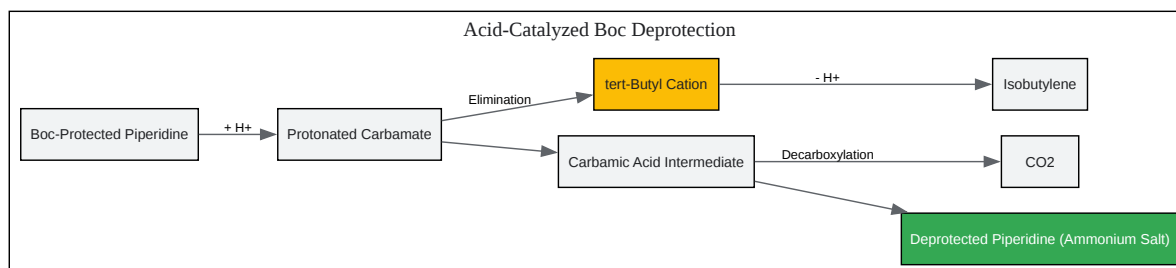 Acid-Catalyzed Boc Deprotection
Boc-Protected Piperidine
+ H+
Protonated Carbamate
Elimination
tert-Butyl Cation
- H+
Isobutylene
Carbamic Acid Intermediate
Decarboxylation
CO2
Deprotected Piperidine (Ammonium Salt)